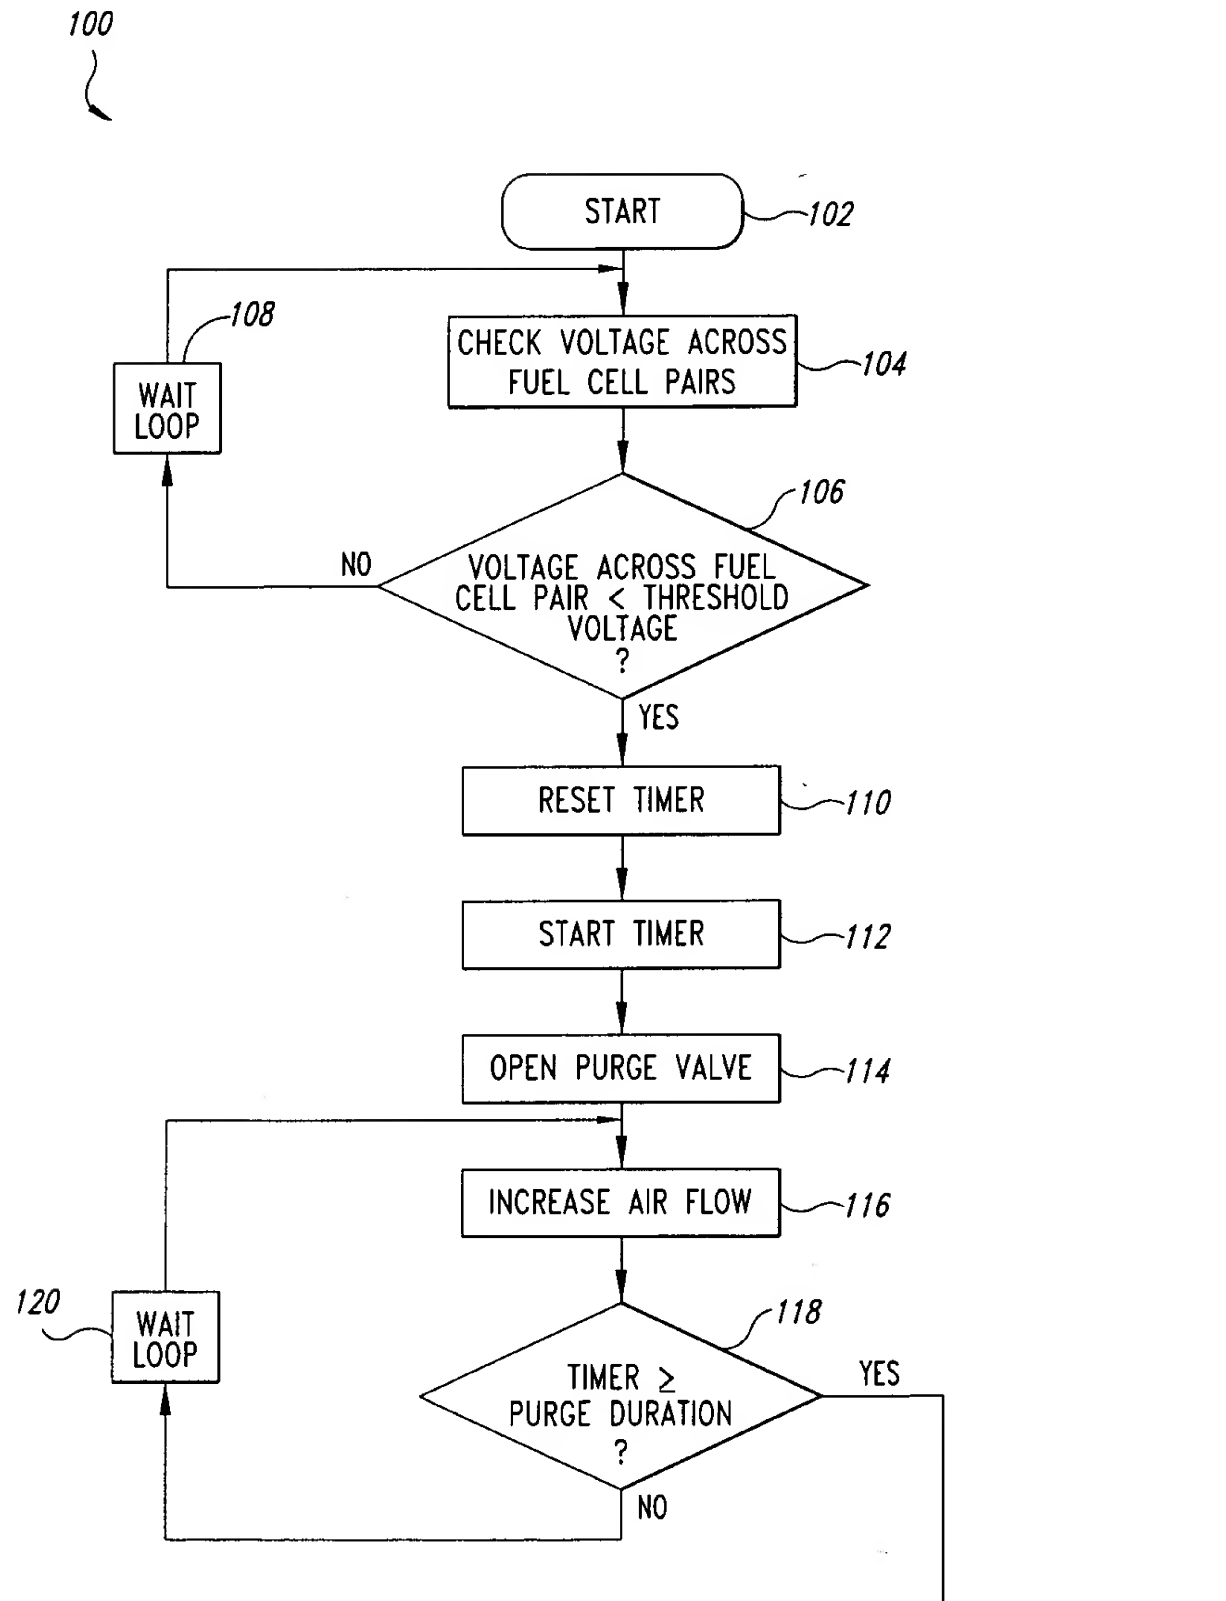 100
START
102
108
CHECK VOLTAGE ACROSS
FUEL CELL PAIRS
104
WAIT
LOOP
106
NO
VOLTAGE ACROSS FUEL
CELL PAIR < THRESHOLD
VOLTAGE
?
YES
RESET TIMER
110
START TIMER
112
OPEN PURGE VALVE
114
INCREASE AIR FLOW
116
120
WAIT
LOOP
118
TIMER ≥
PURGE DURATION
?
YES
NO